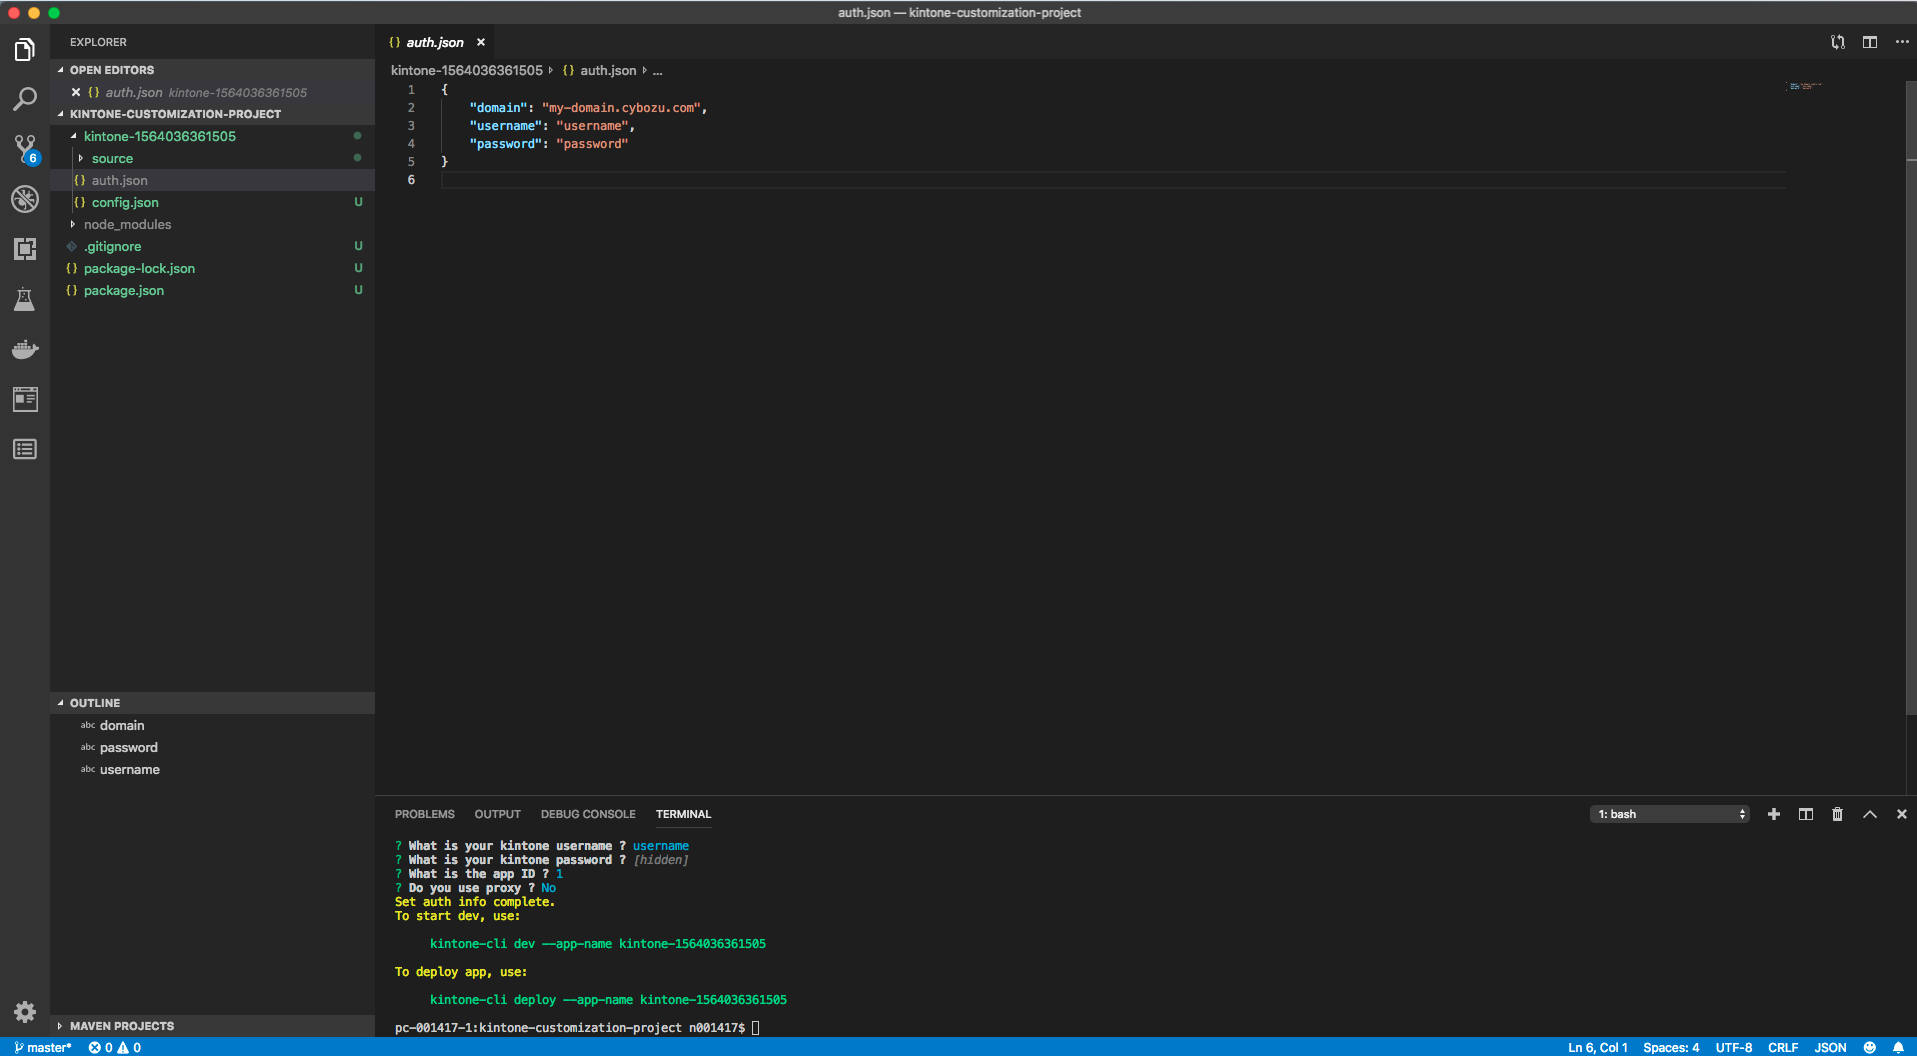 auth.json — kintone-customization-project
EXPLORER
OPEN EDITORS
{} auth.json kintone-1564036361505
KINTONE-CUSTOMIZATION-PROJECT
kintone-1564036361505
source
{} auth.json
{} config.json U
node_modules
.gitignore U
{} package-lock.json U
{} package.json U
6
OUTLINE
abc domain
abc password
abc username
MAVEN PROJECTS
{} auth.json
kintone-1564036361505 {} auth.json ...
1 {
2 "domain": "my-domain.cybozu.com",
3 "username": "username",
4 "password": "password"
5 }
6
PROBLEMS OUTPUT DEBUG CONSOLE TERMINAL 1: bash
? What is your kintone username ? username
? What is your kintone password ? [hidden]
? What is the app ID ? 1
? Do you use proxy ? No
Set auth info complete.
To start dev, use:
kintone-cli dev --app-name kintone-1564036361505
To deploy app, use:
kintone-cli deploy --app-name kintone-1564036361505
pc-001417-1:kintone-customization-project n001417$
master* 0 0 Ln 6, Col 1 Spaces: 4 UTF-8 CRLF JSON